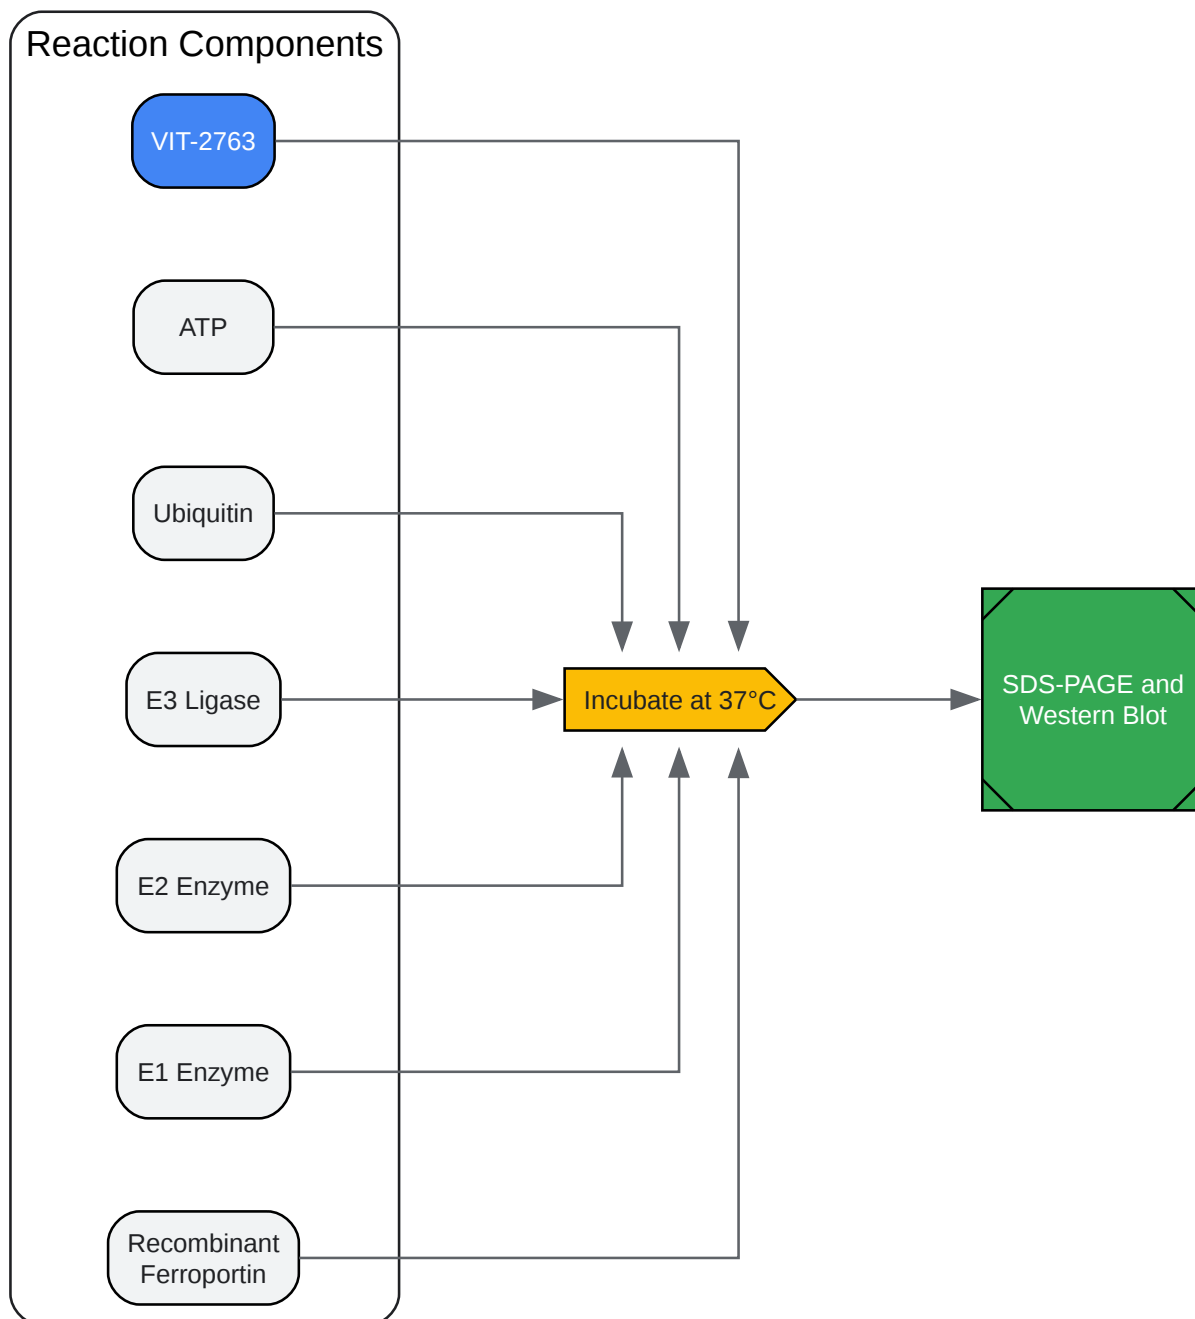 Reaction Components
VIT-2763
ATP
Ubiquitin
E3 Ligase
E2 Enzyme
E1 Enzyme
Recombinant
Ferroportin
Incubate at 37°C
SDS-PAGE and
Western Blot